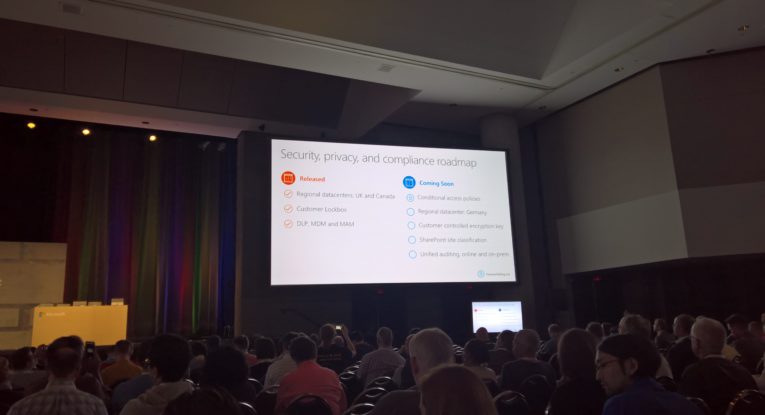 Security, privacy, and compliance roadmap
Released
Regional datacenters, UK and Canada
Customer Lockbox
DLP, MDM and MAM
Coming Soon
Conditional access policies
Regional datacenter, Germany
Customer controlled encryption key
SharePoint site classification
Unified auditing, online and on-prem